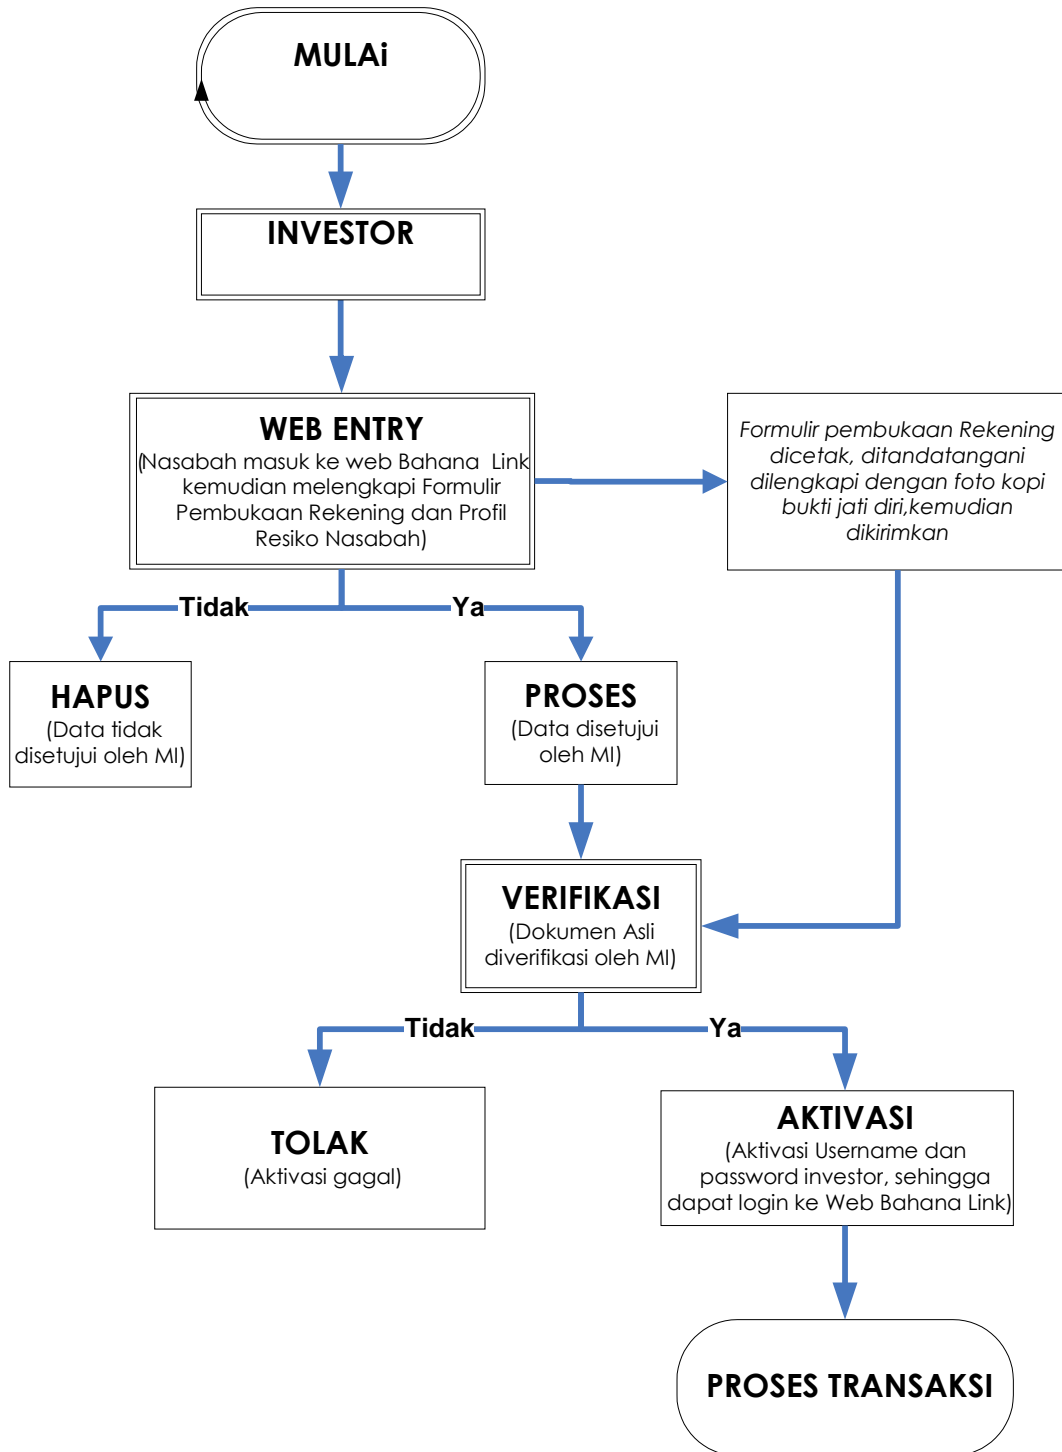 MULAi
INVESTOR
WEB ENTRY
(Nasabah masuk ke web Bahana Link
kemudian melengkapi Formulir
Pembukaan Rekening dan Profil
Resiko Nasabah)
Formulir pembukaan Rekening
dicetak, ditandatangani
dilengkapi dengan foto kopi
bukti jati diri,kemudian
dikirimkan
Tidak
Ya
HAPUS
(Data tidak
disetujui oleh MI)
PROSES
(Data disetujui
oleh MI)
VERIFIKASI
(Dokumen Asli
diverifikasi oleh MI)
Tidak
Ya
TOLAK
(Aktivasi gagal)
AKTIVASI
(Aktivasi Username dan
password investor, sehingga
dapat login ke Web Bahana Link)
PROSES TRANSAKSI